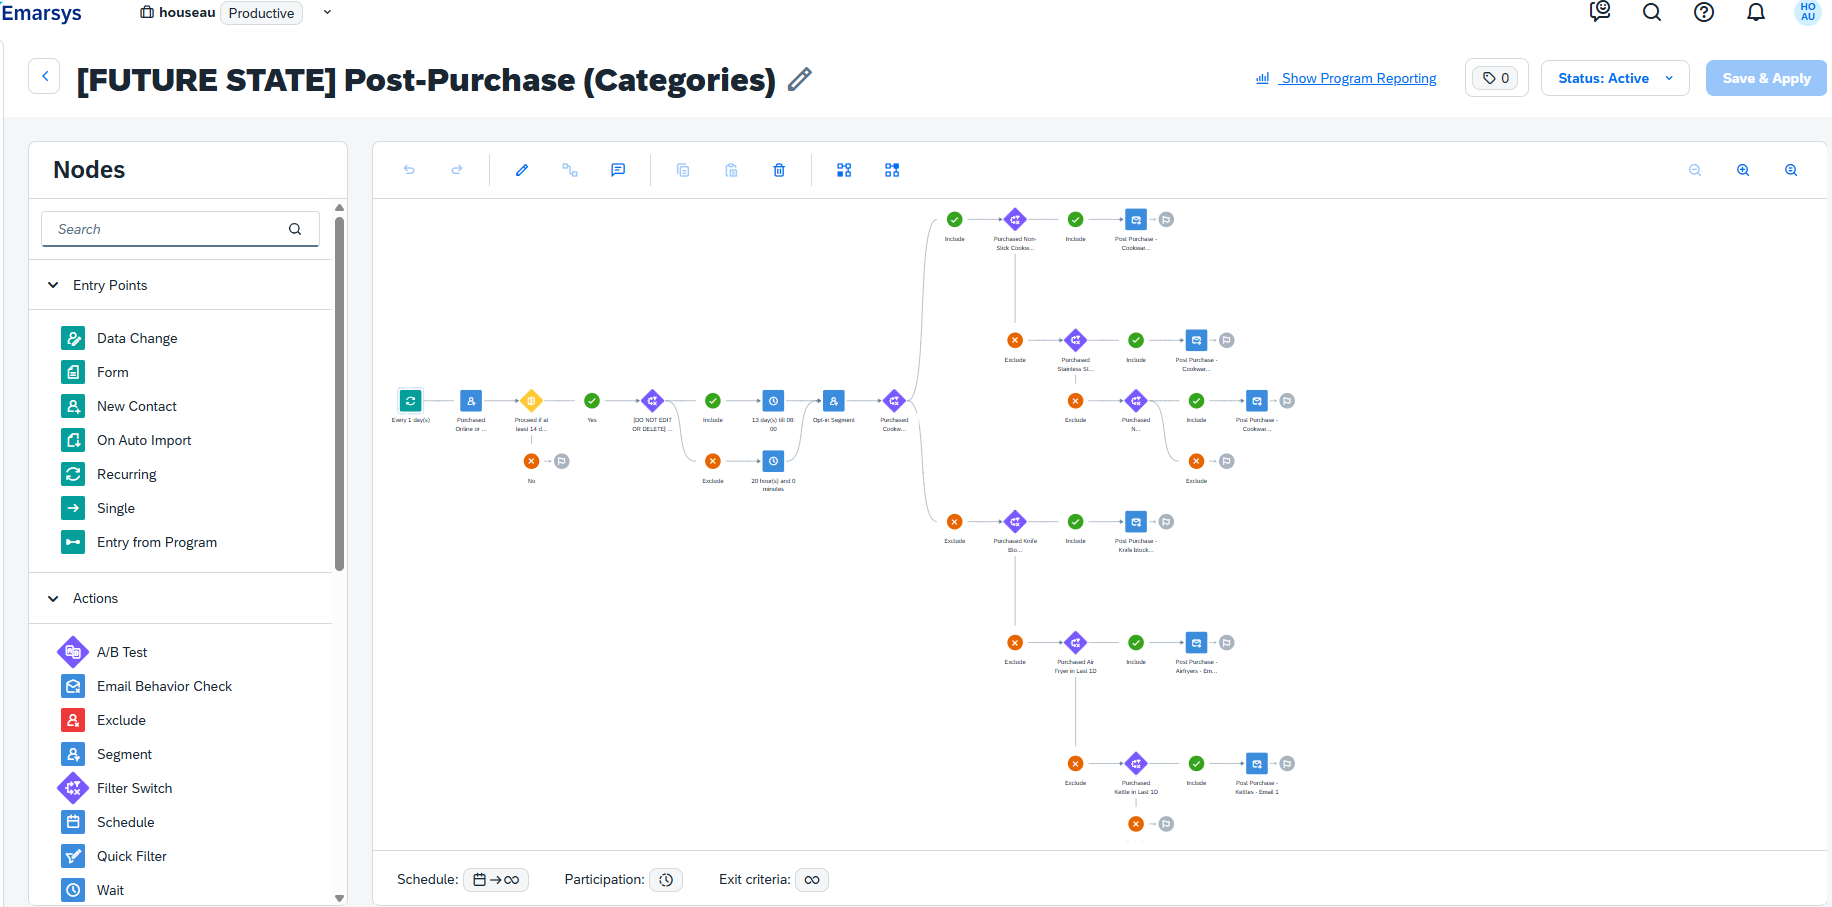 Emarsys
houseau
Productive
HO
AU
[FUTURE STATE] Post-Purchase (Categories)
Show Program Reporting
0
Status: Active
Save & Apply
Nodes
Search
Entry Points
Data Change
Form
New Contact
On Auto Import
Recurring
Single
Entry from Program
Actions
A/B Test
Email Behavior Check
Exclude
Segment
Filter Switch
Schedule
Quick Filter
Wait
Include
Purchased Non-
Stick Cookw...
Include
Post Purchase -
Cookwar...
Exclude
Purchased
Stainless St...
Include
Post Purchase -
Cookwar...
Every 1 day(s)
Purchased
Online or ...
Proceed if at
least 14 d...
Yes
[DO NOT EDIT
OR DELETE] ...
Include
13 day(s) till 08:
00
Opt-in Segment
Purchased
Cookw...
Exclude
Purchased
N...
Include
Post Purchase -
Cookwar...
No
Exclude
20 hour(s) and 0
minutes
Exclude
Exclude
Purchased Knife
Blo...
Include
Post Purchase -
Knife block...
Exclude
Purchased Air
Fryer in Last 1D
Include
Post Purchase -
Airfryers - Em...
Exclude
Purchased
Kettle in Last 1D
Include
Post Purchase -
Kettles - Email 1
Schedule:
Participation:
Exit criteria: